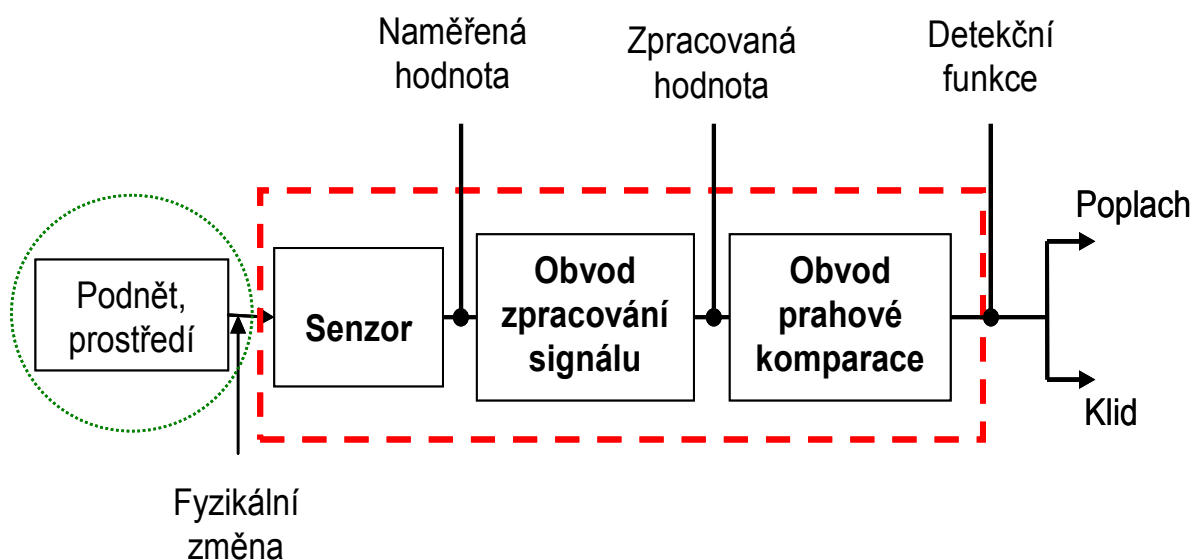 Naměřená
hodnota
Zpracovaná
hodnota
Detekční
funkce
Poplach
Podnět,
prostředí
Senzor
Obvod
zpracování
signálu
Obvod
prahové
komparace
Klid
Fyzikální
změna